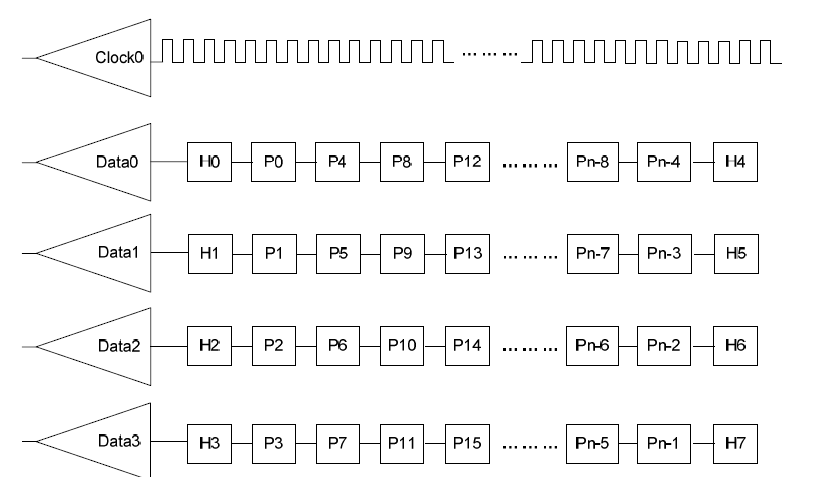 Clock0 ... ... ...
Data0 H0 P0 P4 P8 P12 ... ... ... Pn-8 Pn-4 H4
Data1 H1 P1 P5 P9 P13 ... ... ... Pn-7 Pn-3 H5
Data2 H2 P2 P6 P10 P14 ... ... ... Pn-6 Pn-2 H6
Data3 H3 P3 P7 P11 P15 ... ... ... Pn-5 Pn-1 H7